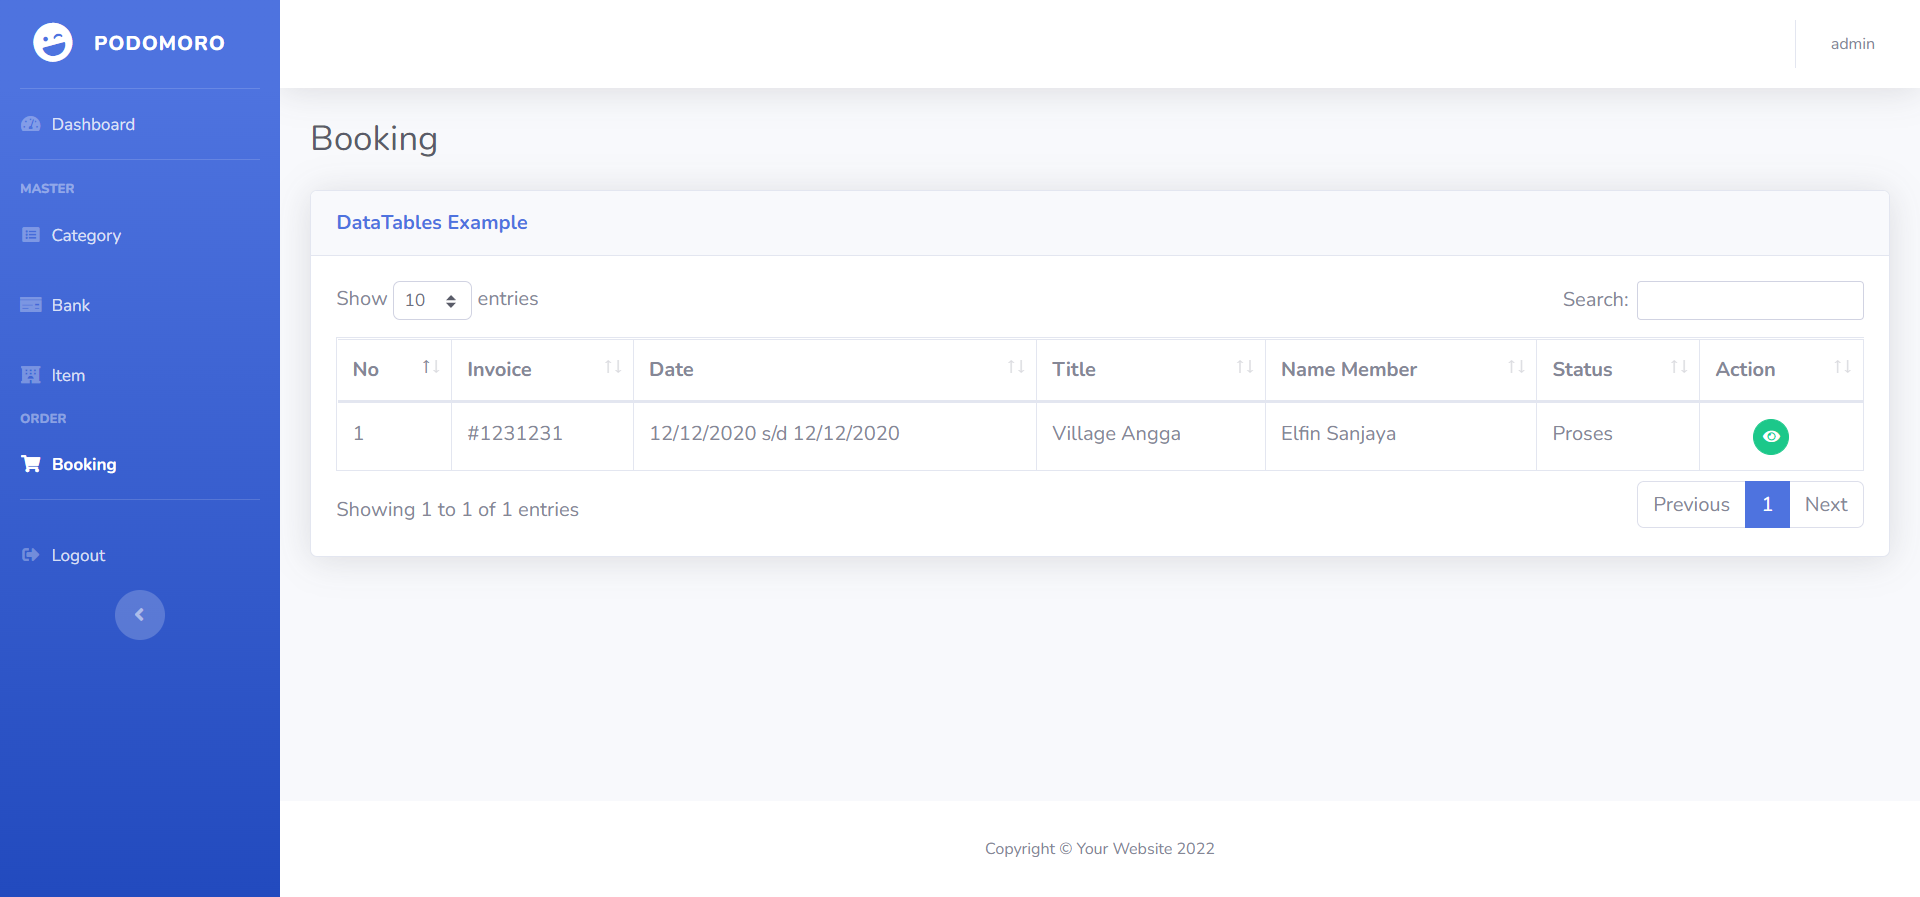 PODOMORO
admin
Dashboard
MASTER
Category
Bank
Item
ORDER
Booking
Logout
Booking
DataTables Example
Show 10 entries
Search:
No Invoice Date Title Name Member Status Action
1 #1231231 12/12/2020 s/d 12/12/2020 Village Angga Elfin Sanjaya Proses
Showing 1 to 1 of 1 entries
Previous 1 Next
Copyright © Your Website 2022